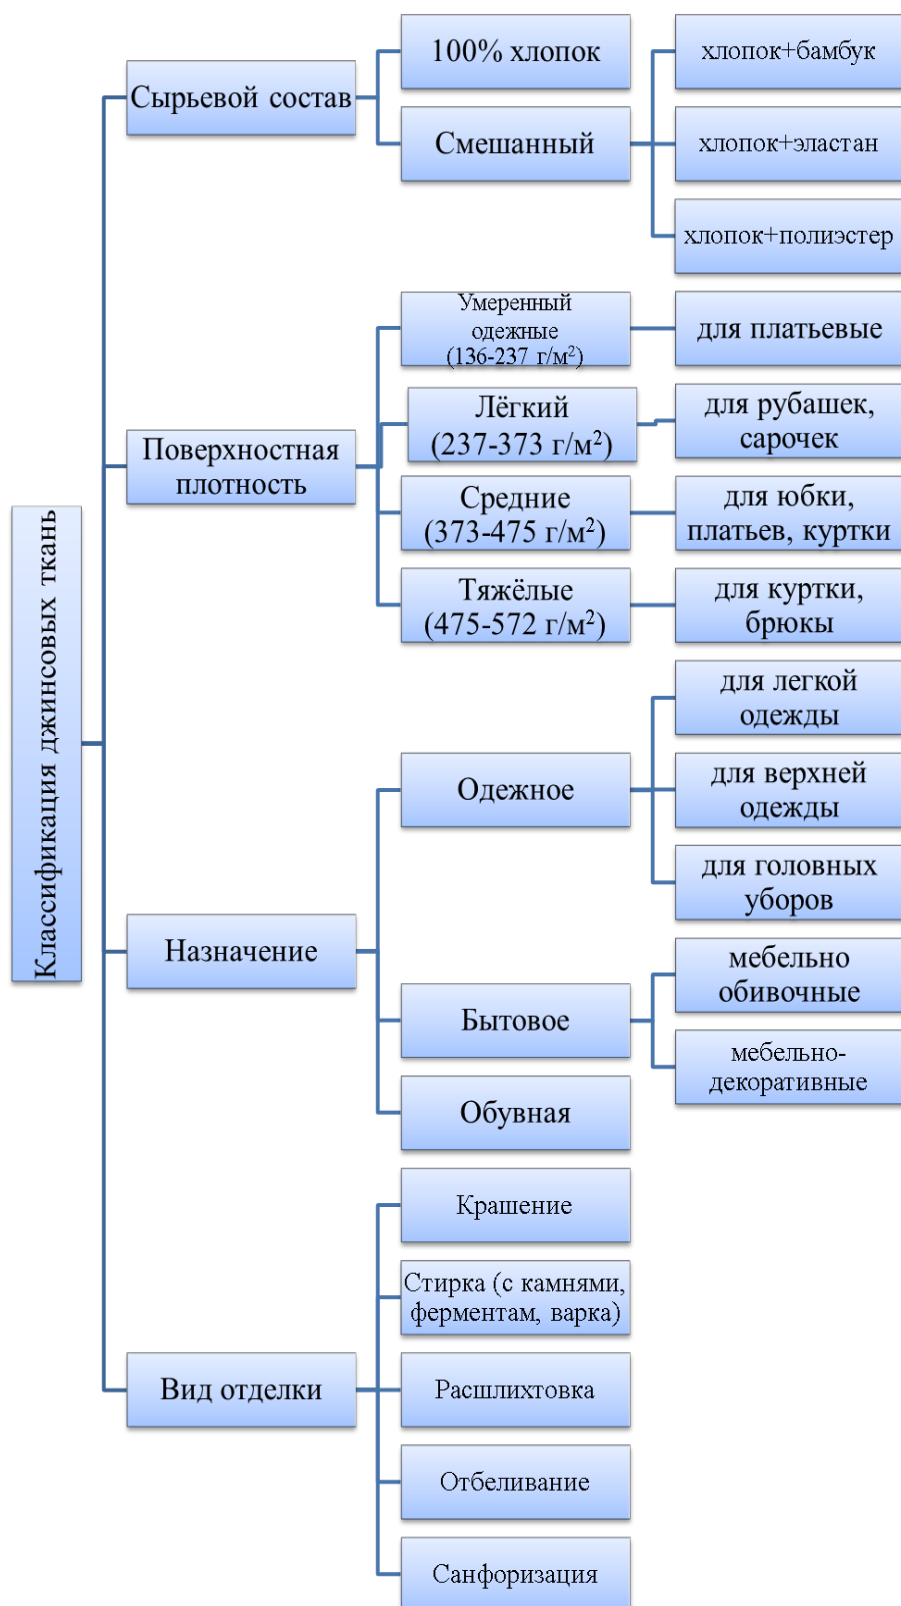 Классификация джинсовых ткань
Сырьевой состав
100% хлопок
Смешанный
хлопок+бамбук
хлопок+эластан
хлопок+полиэстер
Поверхностная
плотность
Умеренный
одежные
(136-237 г/м²)
для платьевые
Лёгкий
(237-373 г/м²)
для рубашек,
сарочек
Средние
(373-475 г/м²)
для юбки,
платьев, куртки
Тяжёлые
(475-572 г/м²)
для куртки,
брюкы
Назначение
Одежное
для легкой
одежды
для верхней
одежды
для головных
уборов
Бытовое
мебельно
обивочные
мебельно-
декоративные
Обувная
Вид отделки
Крашение
Стирка (с камнями,
ферментам, варка)
Расшлихтовка
Отбеливание
Санфоризация